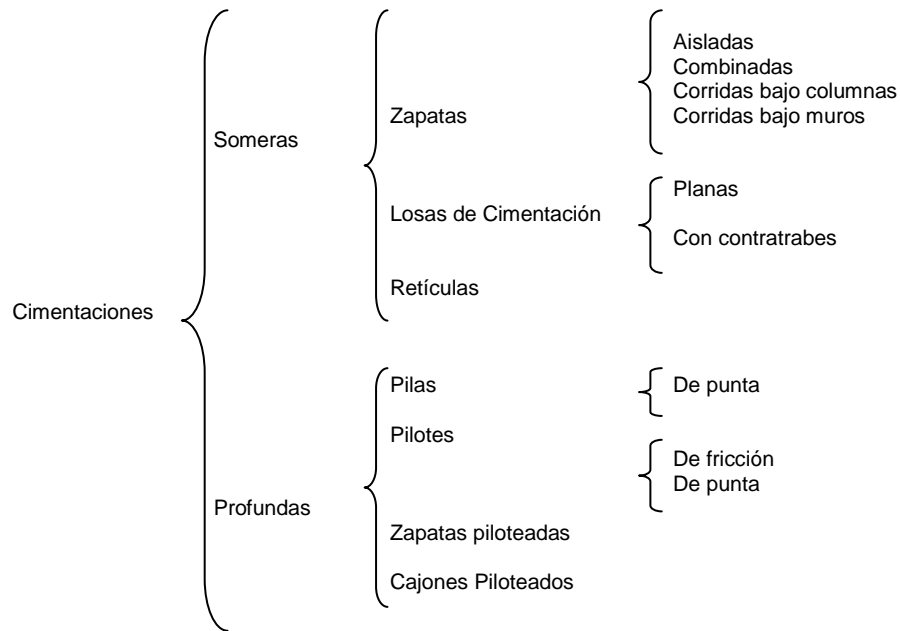 Cimentaciones
Someras
Zapatas
Aisladas
Combinadas
Corridas bajo columnas
Corridas bajo muros
Losas de Cimentación
Planas
Con contratrabes
Retículas
Profundas
Pilas
De punta
Pilotes
De fricción
De punta
Zapatas piloteadas
Cajones Piloteados